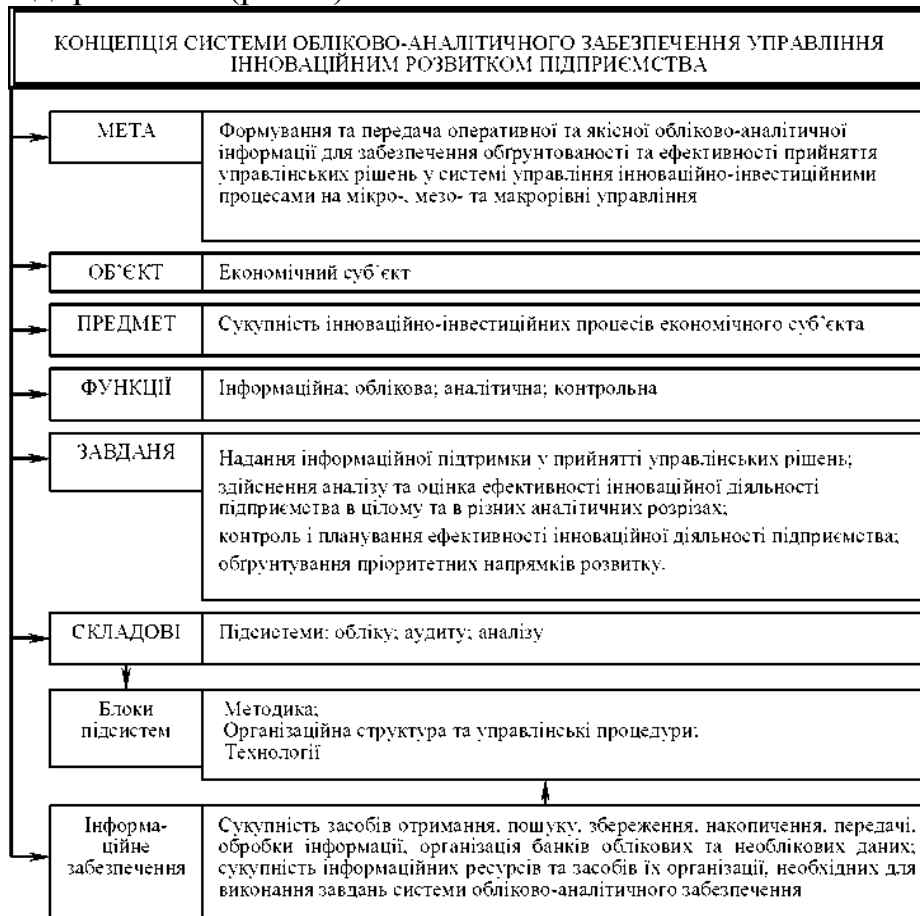 КОНЦЕПЦІЯ СИСТЕМИ ОБЛІКОВО-АНАЛІТИЧНОГО ЗАБЕЗПЕЧЕННЯ УПРАВЛІННЯ
ІННОВАЦІЙНИМ РОЗВИТКОМ ПІДПРИЄМСТВА
МЕТА
Формування та передача оперативної та якісної обліково-аналітичної
інформації для забезпечення обґрунтованості та ефективності прийняття
управлінських рішень у системі управління інноваційно-інвестиційними
процесами на мікро-, мезо- та макрорівні управління
ОБ'ЄКТ
Економічний суб'єкт
ПРЕДМЕТ
Сукупність інноваційно-інвестиційних процесів економічного суб'єкта
ФУНКЦІЇ
Інформаційна; облікова; аналітична; контрольна
ЗАВДАНЯ
Надання інформаційної підтримки у прийнятті управлінських рішень;
здійснення аналізу та оцінка ефективності інноваційної діяльності
підприємства в цілому та в різних аналітичних розрізах;
контроль і планування ефективності інноваційної діяльності підприємства;
обґрунтування пріоритетних напрямків розвитку.
СКЛАДОВІ
Підсистеми: обліку; аудиту; аналізу
Блоки
підсистем
Методика;
Організаційна структура та управлінські процедури;
Технології
Інформа-
ційне
забезпечення
Сукупність засобів отримання, пошуку, збереження, накопичення, передачі,
обробки інформації, організація банків облікових та необлікових даних;
сукупність інформаційних ресурсів та засобів їх організації, необхідних для
виконання завдань системи обліково-аналітичного забезпечення